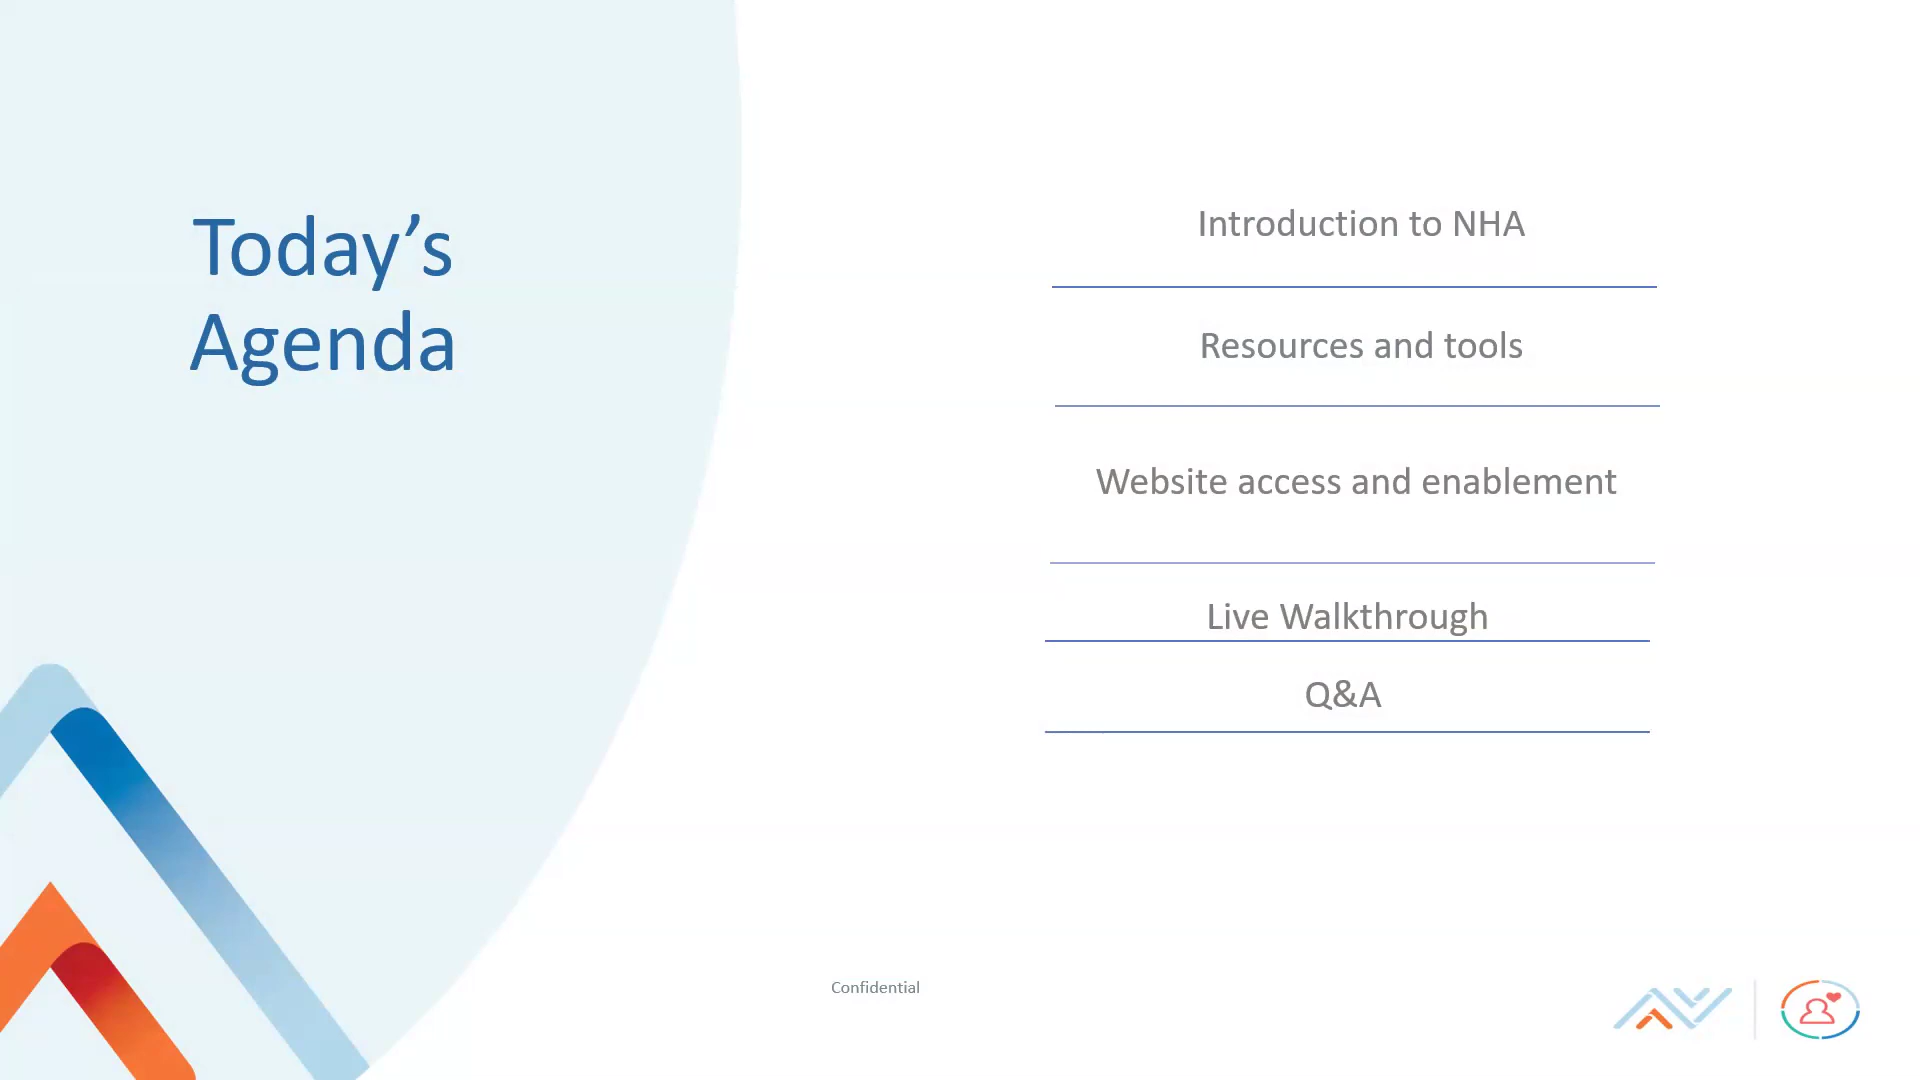 Today’s
Agenda
Introduction to NHA
Resources and tools
Website access and enablement
Live Walkthrough
Q&A
Confidential